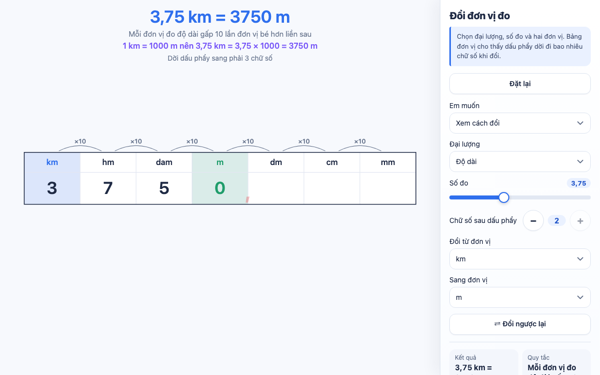 3,75 km = 3750 m
Mỗi đơn vị đo độ dài gấp 10 lần đơn vị bé hơn liền sau
1 km = 1000 m nên 3,75 km = 3,75 × 1000 = 3750 m
Dời dấu phẩy sang phải 3 chữ số
×10 ×10 ×10 ×10 ×10 ×10
km hm dam m dm cm mm
3 7 5 0 ,
Đổi đơn vị đo
Chọn đại lượng, số đo và hai đơn vị. Bảng
đơn vị cho thấy dấu phẩy dời đi bao nhiêu
chữ số khi đổi.
Đặt lại
Em muốn
Xem cách đổi
Đại lượng
Độ dài
Số đo 3,75
Chữ số sau dấu phẩy − 2 +
Đổi từ đơn vị
km
Sang đơn vị
m
⇄ Đổi ngược lại
Kết quả Quy tắc
3,75 km = Mỗi đơn vị đo